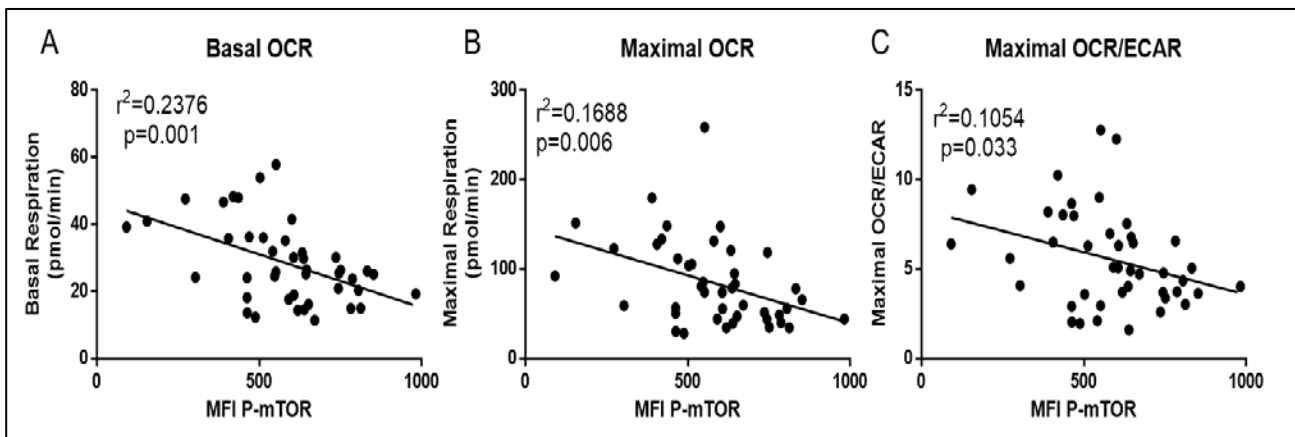 A
Basal OCR
r²=0.2376
p=0.001
Basal Respiration
(pmol/min)
80
60
40
20
0
0
500
1000
MFI P-mTOR
B
Maximal OCR
r²=0.1688
p=0.006
Maximal Respiration
(pmol/min)
300
200
100
0
0
500
1000
MFI P-mTOR
C
Maximal OCR/ECAR
r²=0.1054
p=0.033
Maximal OCR/ECAR
15
10
5
0
0
500
1000
MFI P-mTOR